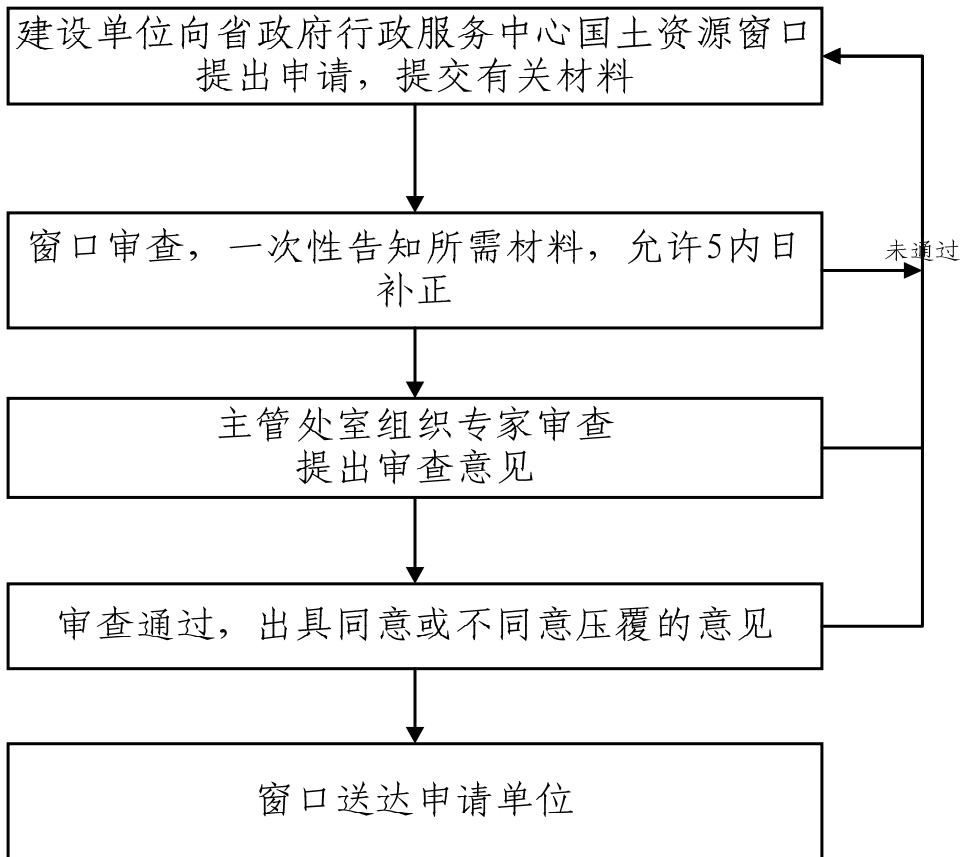 建设单位向省政府行政服务中心国土资源窗口
提出申请，提交有关材料
窗口审查，一次性告知所需材料，允许5内日
补正
未通过
主管处室组织专家审查
提出审查意见
审查通过，出具同意或不同意压覆的意见
窗口送达申请单位